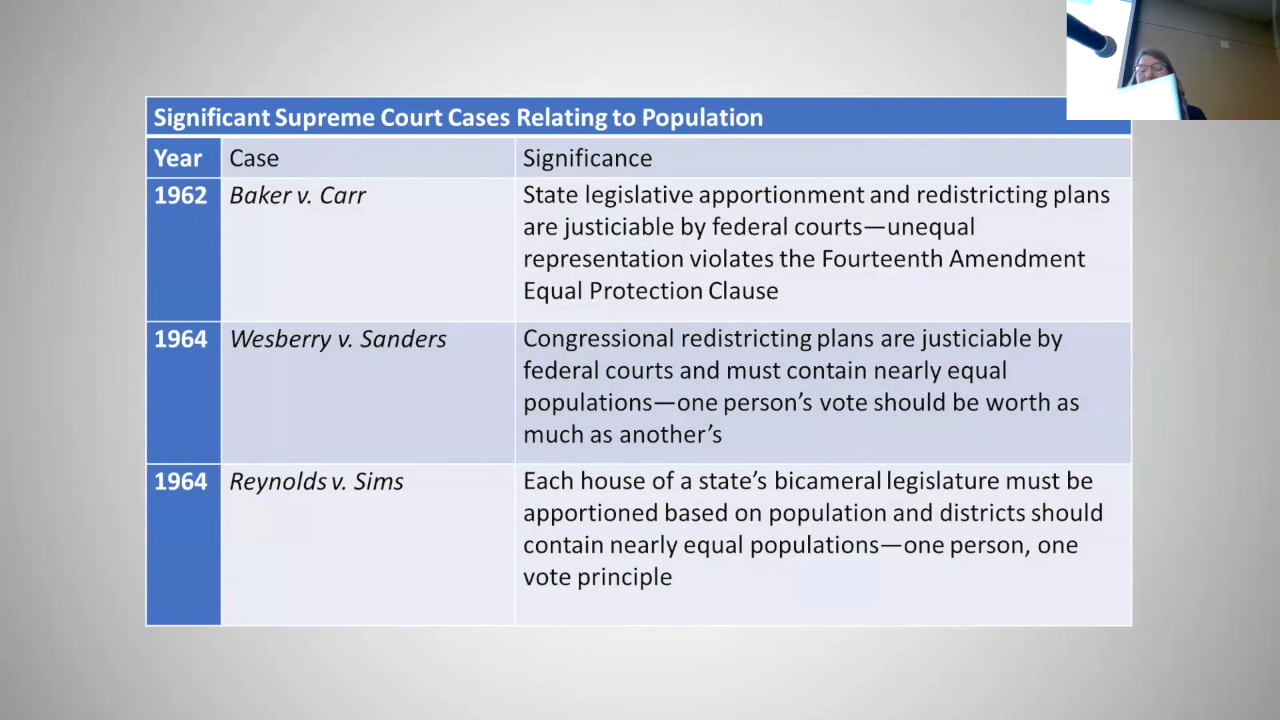 Significant Supreme Court Cases Relating to Population
Year Case Significance
1962 Baker v. Carr State legislative apportionment and redistricting plans
are justiciable by federal courts—unequal
representation violates the Fourteenth Amendment
Equal Protection Clause
1964 Wesberry v. Sanders Congressional redistricting plans are justiciable by
federal courts and must contain nearly equal
populations—one person’s vote should be worth as
much as another’s
1964 Reynolds v. Sims Each house of a state’s bicameral legislature must be
apportioned based on population and districts should
contain nearly equal populations—one person, one
vote principle